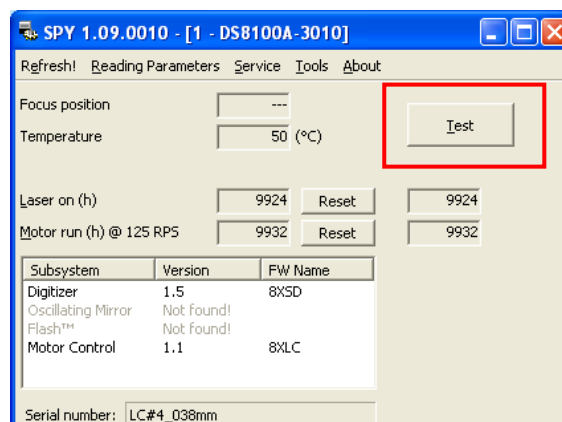 SPY 1.09.0010 - [1 - DS8100A-3010]
Refresh! Reading Parameters Service Tools About
Focus position ---
Test
Temperature 50 (°C)
Laser on (h) 9924 Reset 9924
Motor run (h) @ 125 RPS 9932 Reset 9932
Subsystem Version FW Name
Digitizer 1.5 8XSD
Oscillating Mirror Not found!
Flash™ Not found!
Motor Control 1.1 8XLC
Serial number: LC#4_038mm